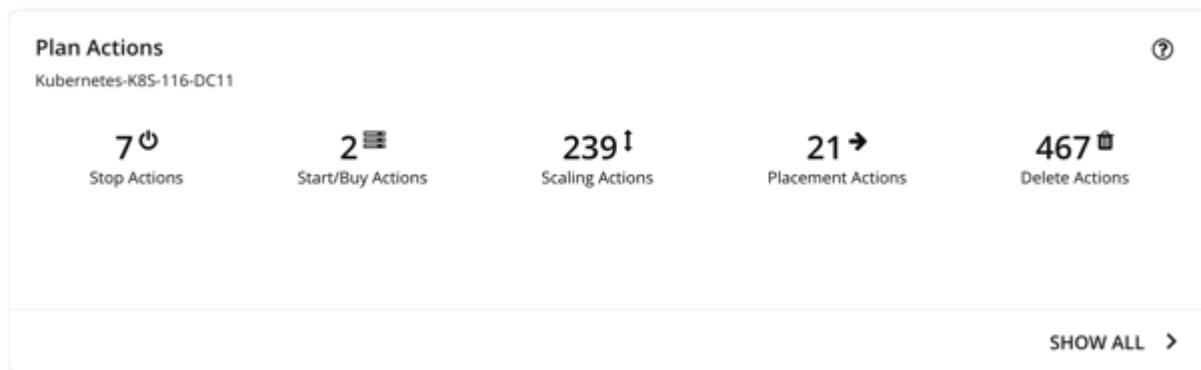 Plan Actions
Kubernetes-K8S-116-DC11
7 2 239 21 467
Stop Actions Start/Buy Actions Scaling Actions Placement Actions Delete Actions
SHOW ALL